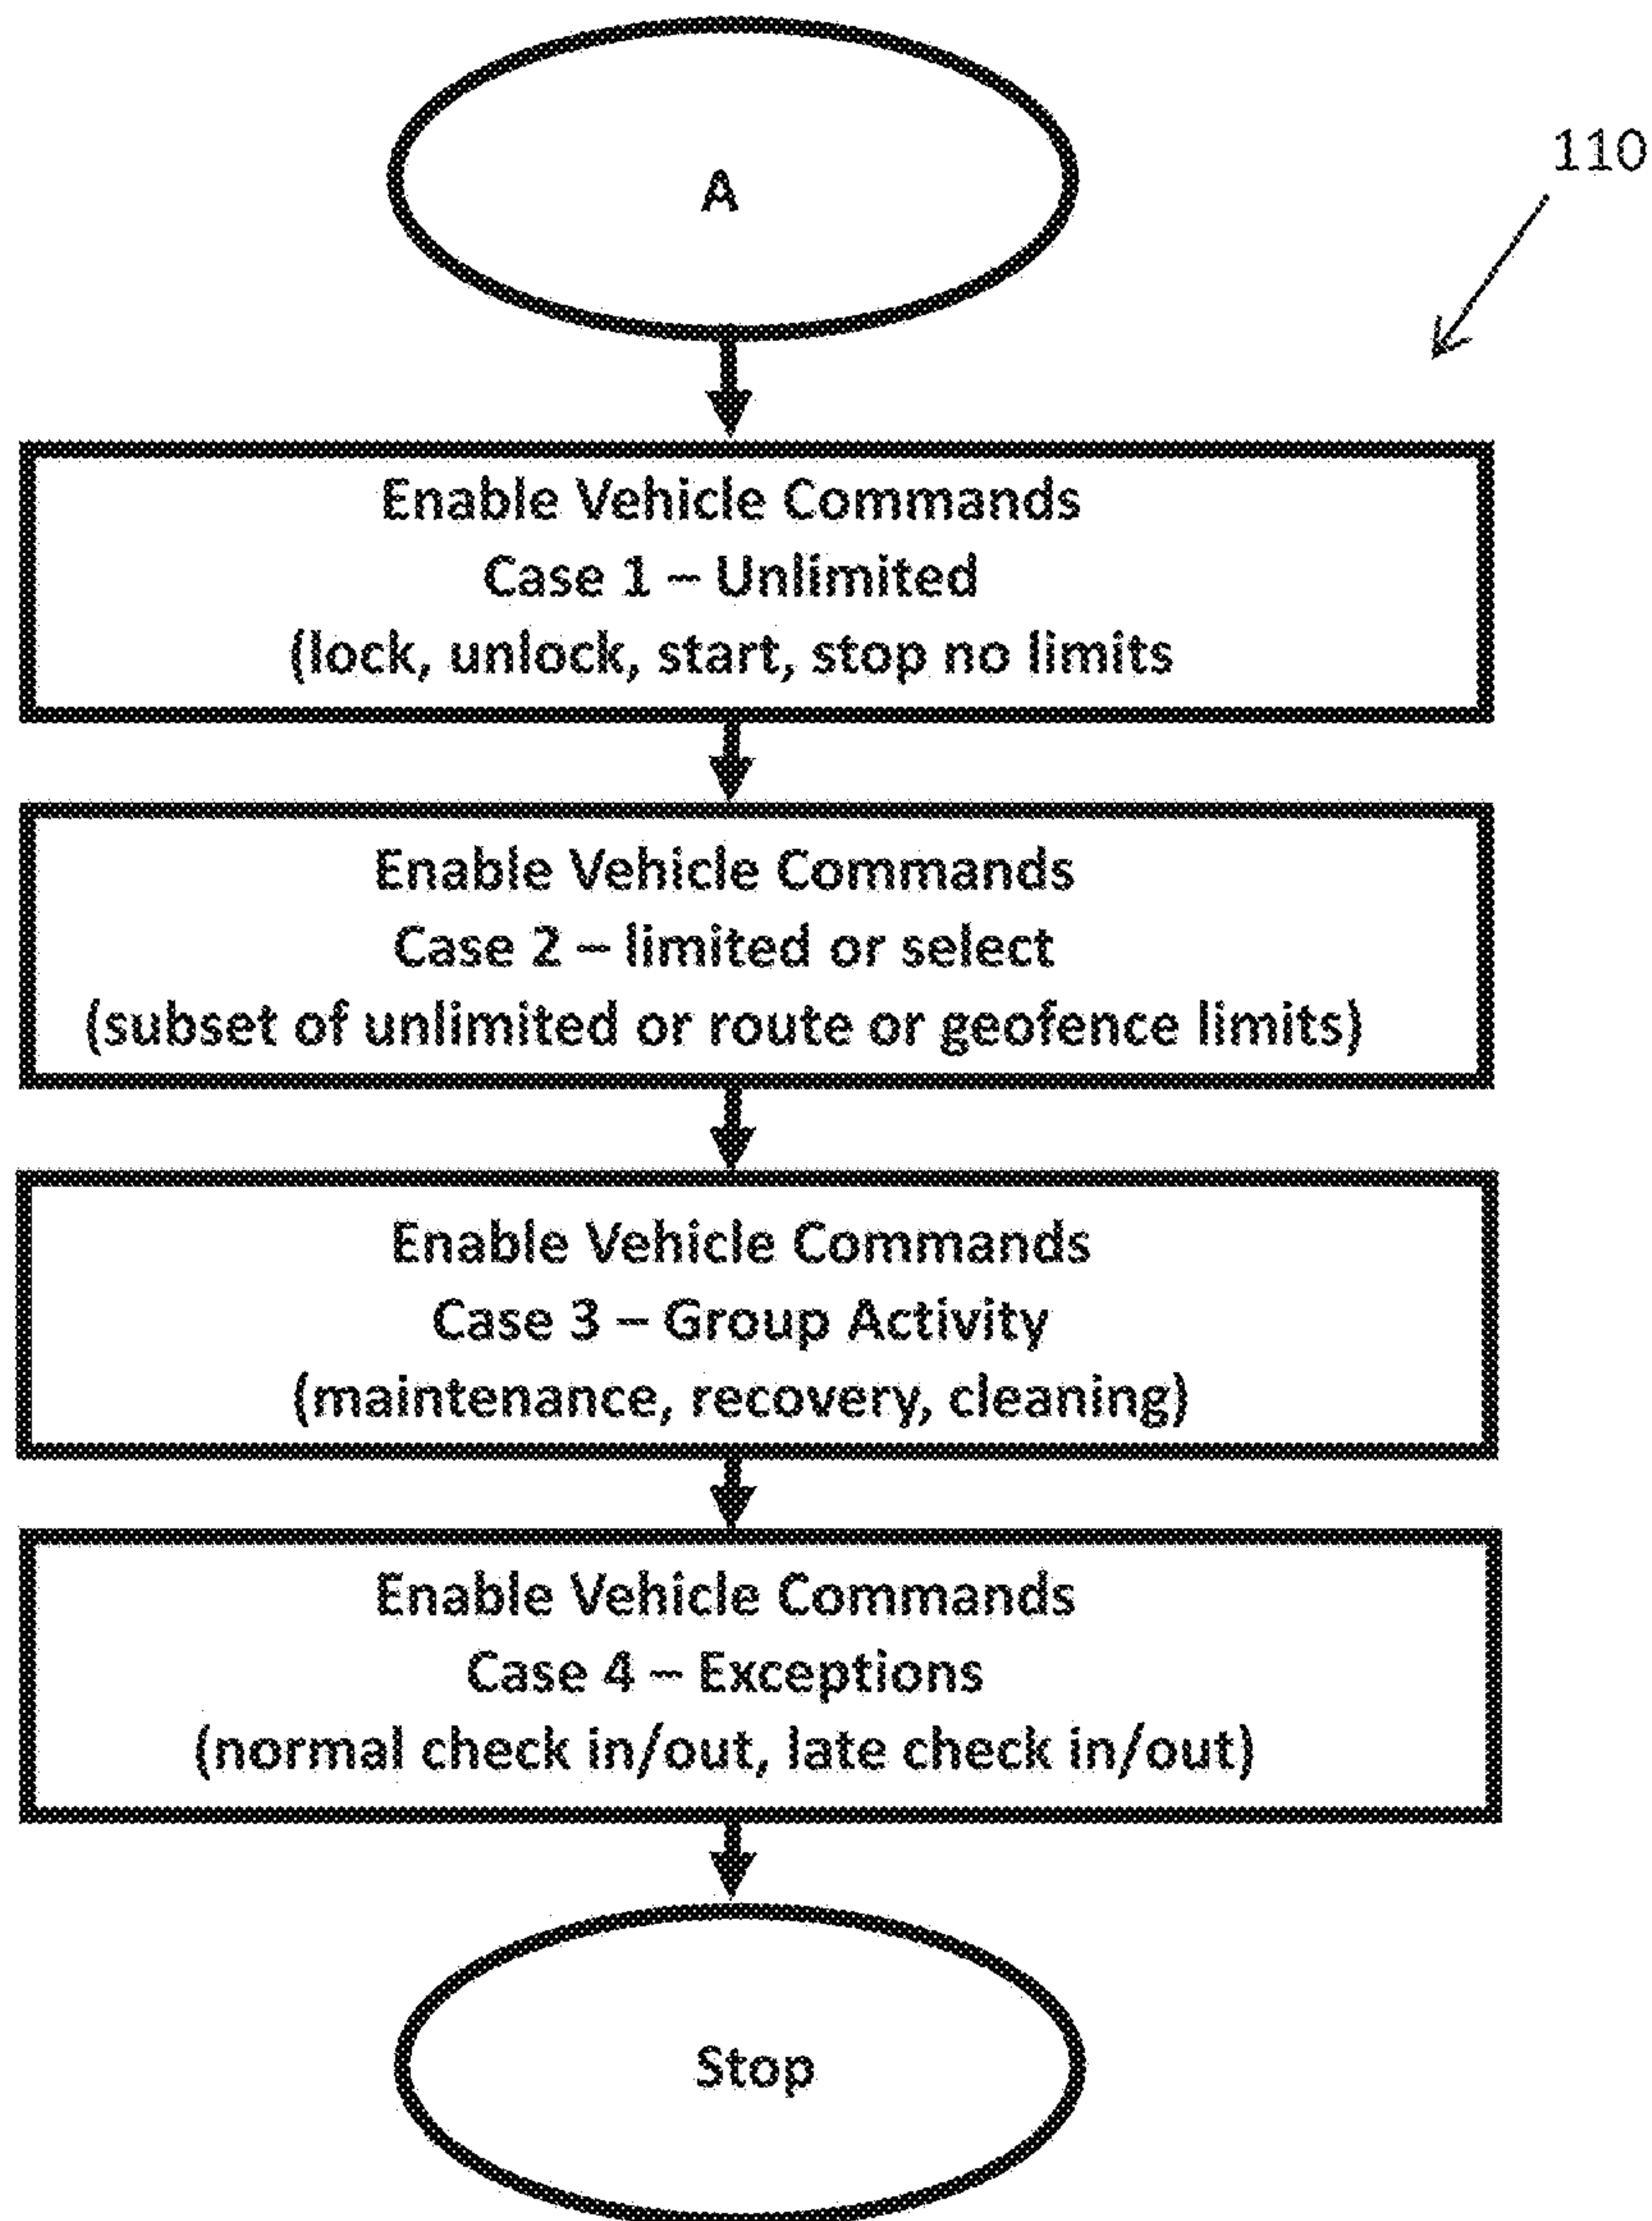 A
110
Enable Vehicle Commands
Case 1 – Unlimited
(lock, unlock, start, stop no limits
Enable Vehicle Commands
Case 2 – limited or select
(subset of unlimited or route or geofence limits)
Enable Vehicle Commands
Case 3 – Group Activity
(maintenance, recovery, cleaning)
Enable Vehicle Commands
Case 4 – Exceptions
(normal check in/out, late check in/out)
Stop